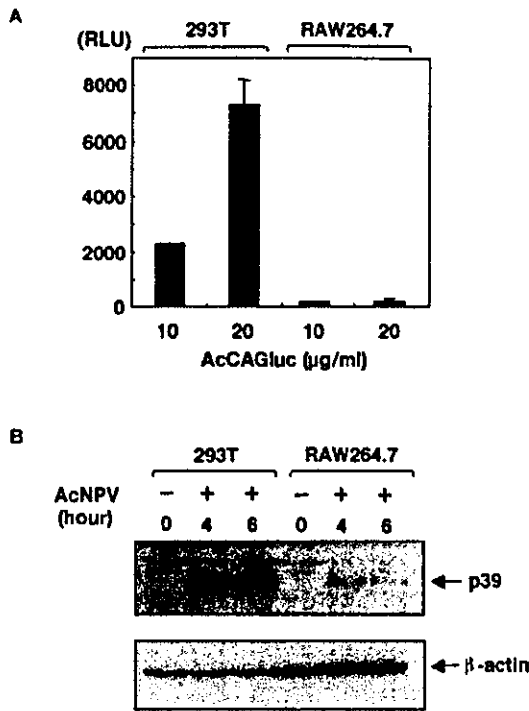 A
(RLU)
293T
RAW264.7
8000
6000
4000
2000
0
10 20 10 20
AcCAGluc (μg/ml)
B
293T
RAW264.7
AcNPV − + + − + +
(hour) 0 4 6 0 4 6
p39
β-actin